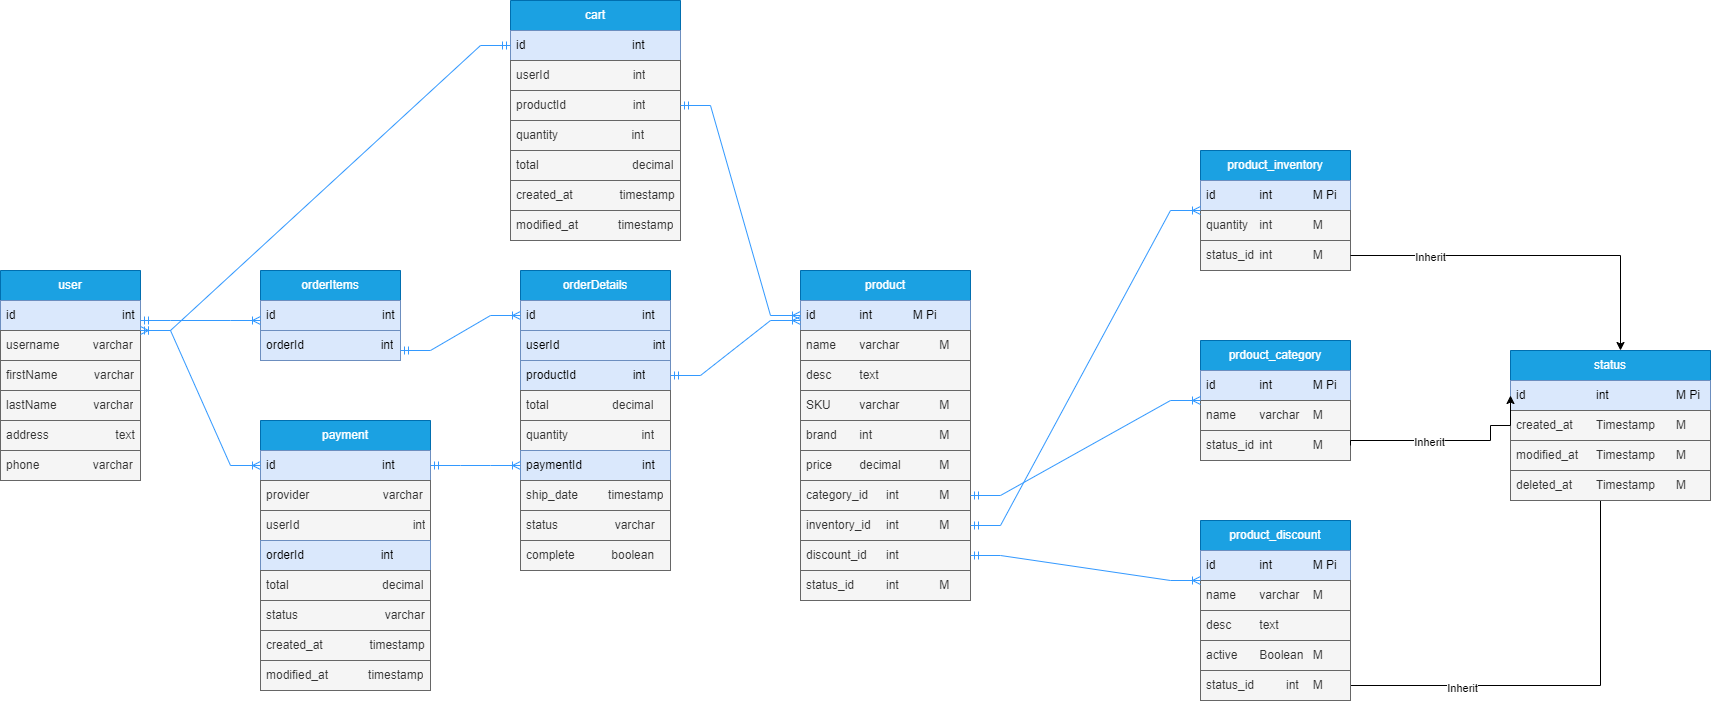 cart
id int
userId int
productId int
quantity int
total decimal
created_at timestamp
modified_at timestamp
user
id int
username varchar
firstName varchar
lastName varchar
address text
phone varchar
orderItems
id int
orderId int
payment
id int
provider varchar
userId int
orderId int
total decimal
status varchar
created_at timestamp
modified_at timestamp
orderDetails
id int
userId int
productId int
total decimal
quantity int
paymentId int
ship_date timestamp
status varchar
complete boolean
product
id int M Pi
name varchar M
desc text
SKU varchar M
brand int M
price decimal M
category_id int M
inventory_id int M
discount_id int
status_id int M
product_inventory
id int M Pi
quantity int M
status_id int M
Inherit
prdouct_category
id int M Pi
name varchar M
status_id int M
Inherit
product_discount
id int M Pi
name varchar M
desc text
active Boolean M
status_id int M
Inherit
status
id int M Pi
created_at Timestamp M
modified_at Timestamp M
deleted_at Timestamp M